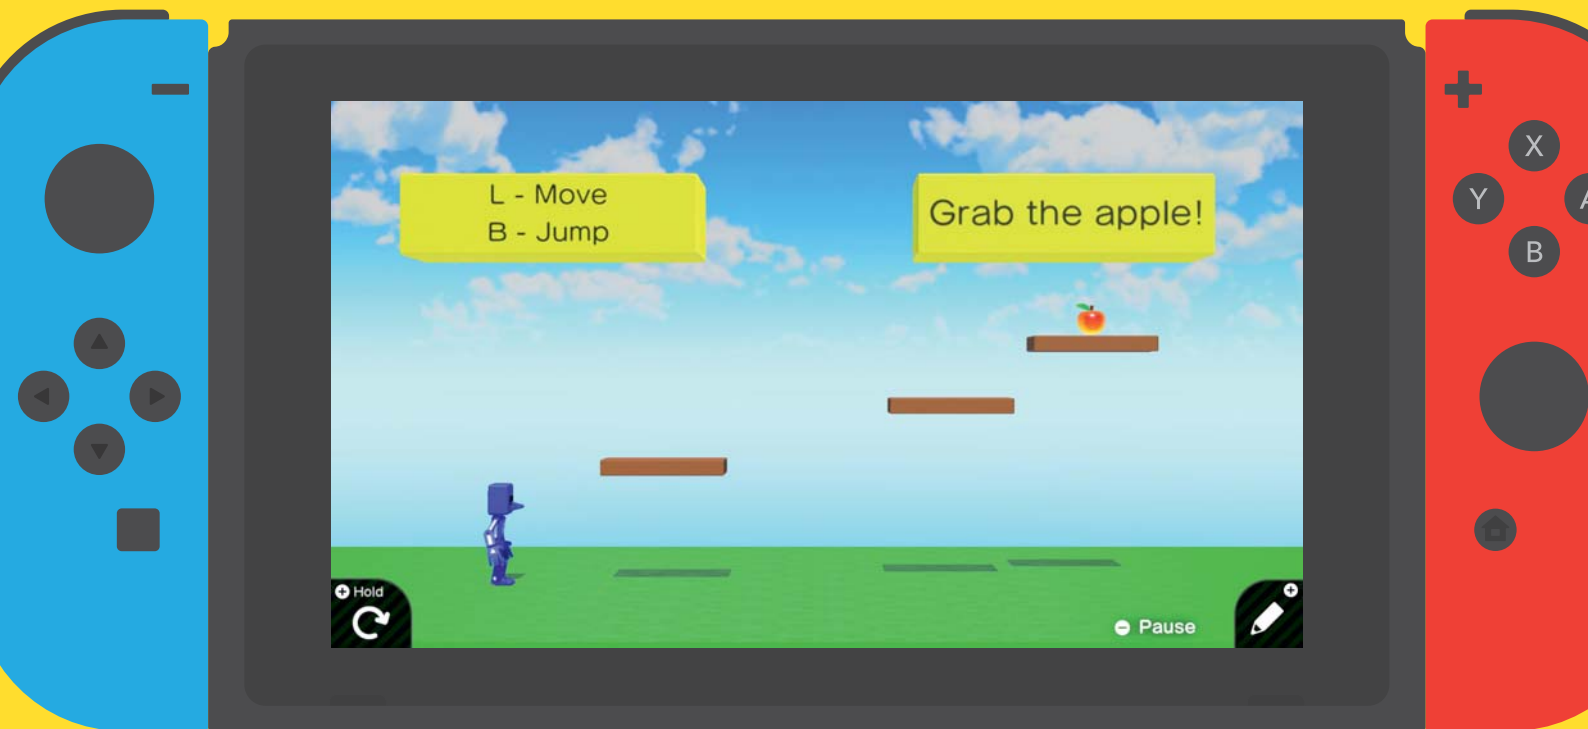 L - Move
B - Jump
Grab the apple!
X
Y
A
B
Hold
Pause